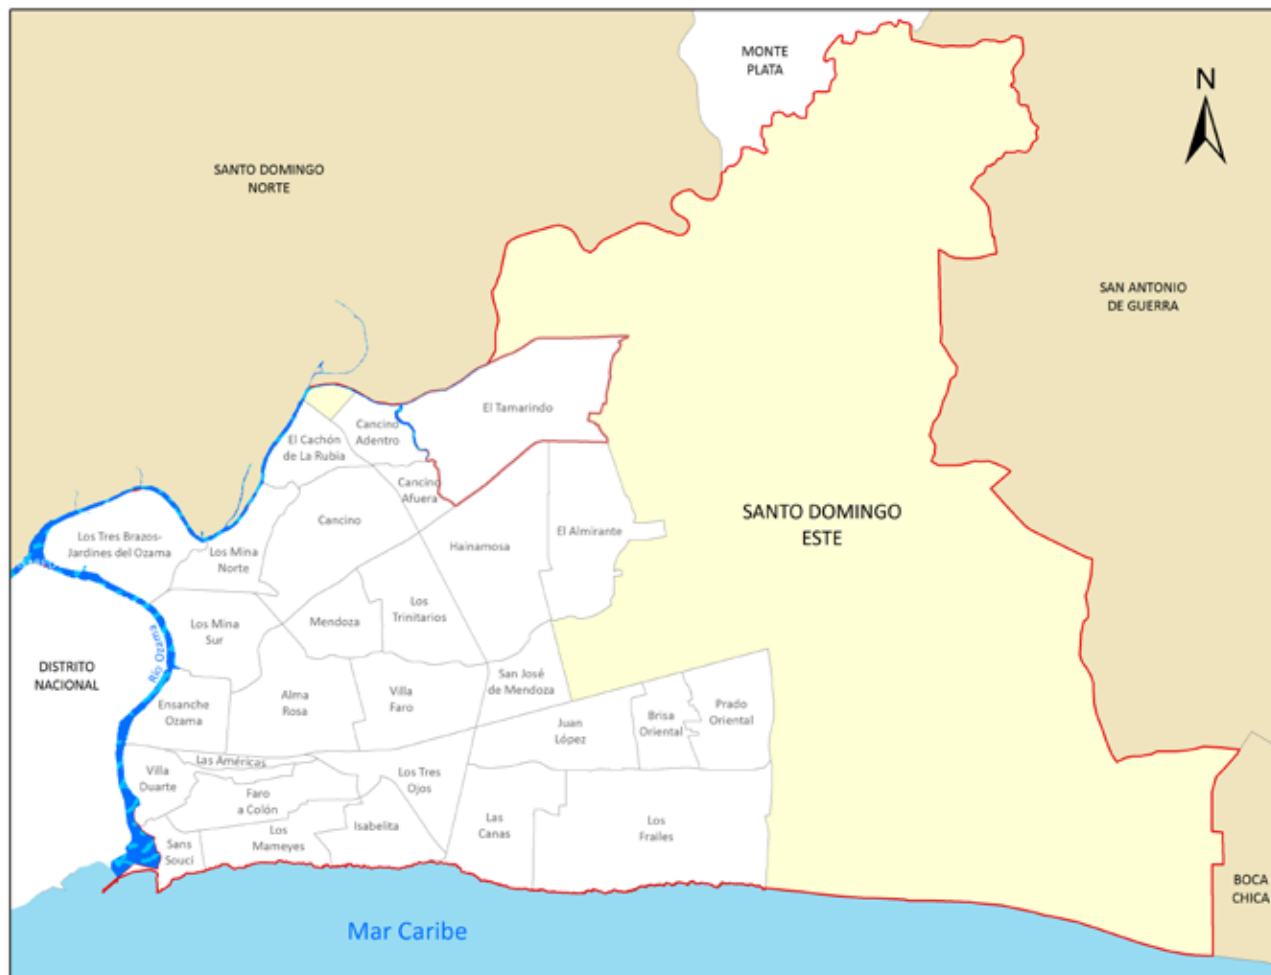 MONTE
PLATA
N
SANTO DOMINGO
NORTE
SAN ANTONIO
DE GUERRA
El Tamarindo
Cancino
Adentro
El Cachón
de La Rubia
Cancino
Afuera
Cancino
SANTO DOMINGO
ESTE
El Almirante
Hainamosa
Los Tres Brazos-
Jardines del Ozama
Los Mina
Norte
Los
Trinitarios
Mendoza
Los Mina
Sur
Río Ozama
DISTRITO
NACIONAL
San José
de Mendoza
Villa
Faro
Alma
Rosa
Ensanche
Ozama
Prado
Oriental
Brisa
Oriental
Juan
López
Las Américas
Villa
Duarte
Los Tres
Ojos
Faro
a Colón
Las
Canas
Los
Frailes
Isabelita
Los
Mameyes
Sans
Souci
BOCA
CHICA
Mar Caribe